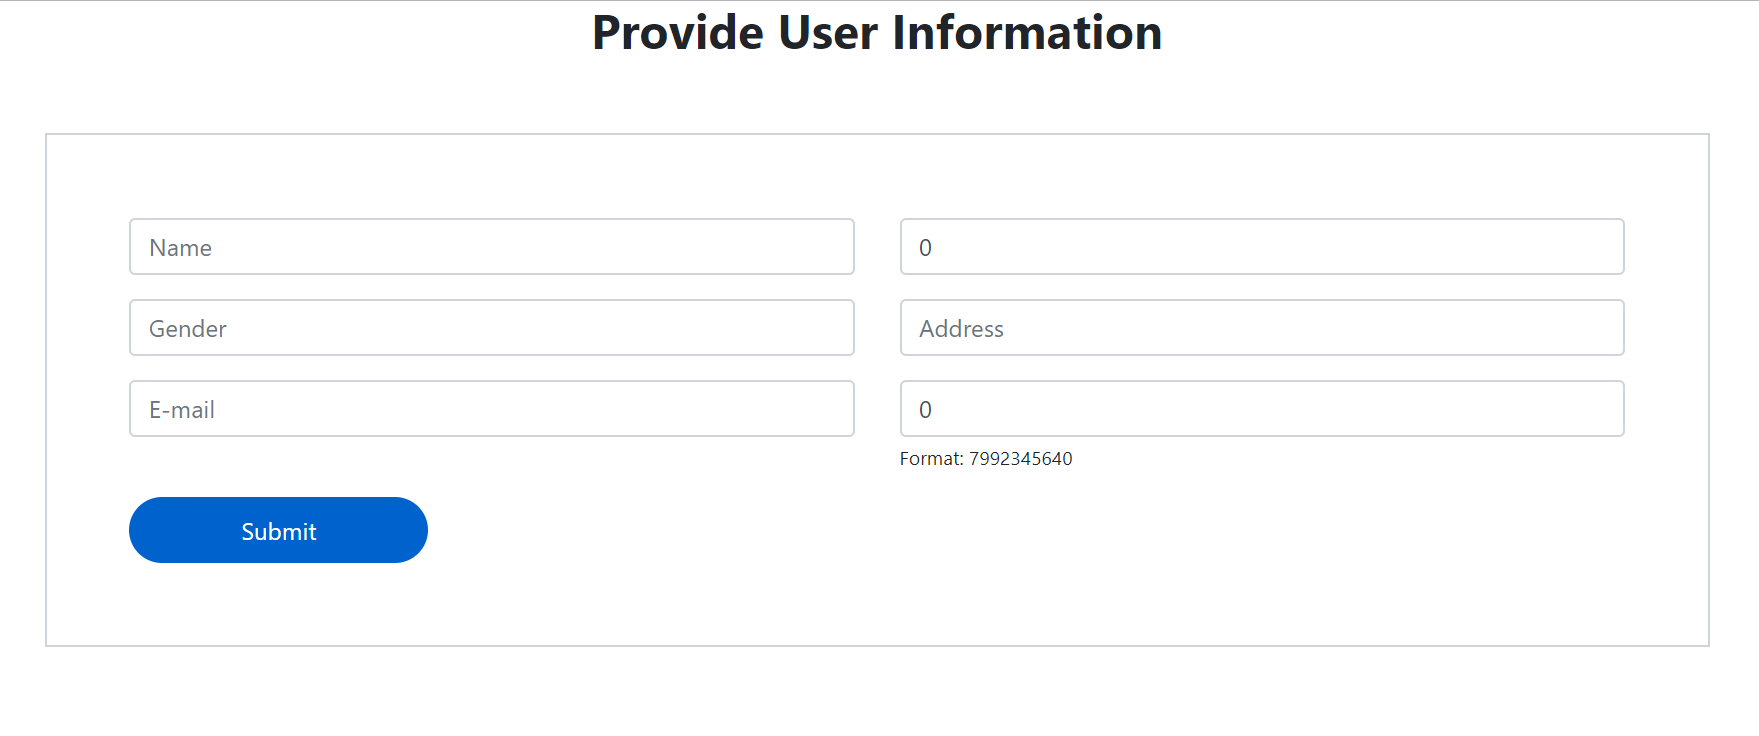 Provide User Information
Name
0
Gender
Address
E-mail
0
Format: 7992345640
Submit